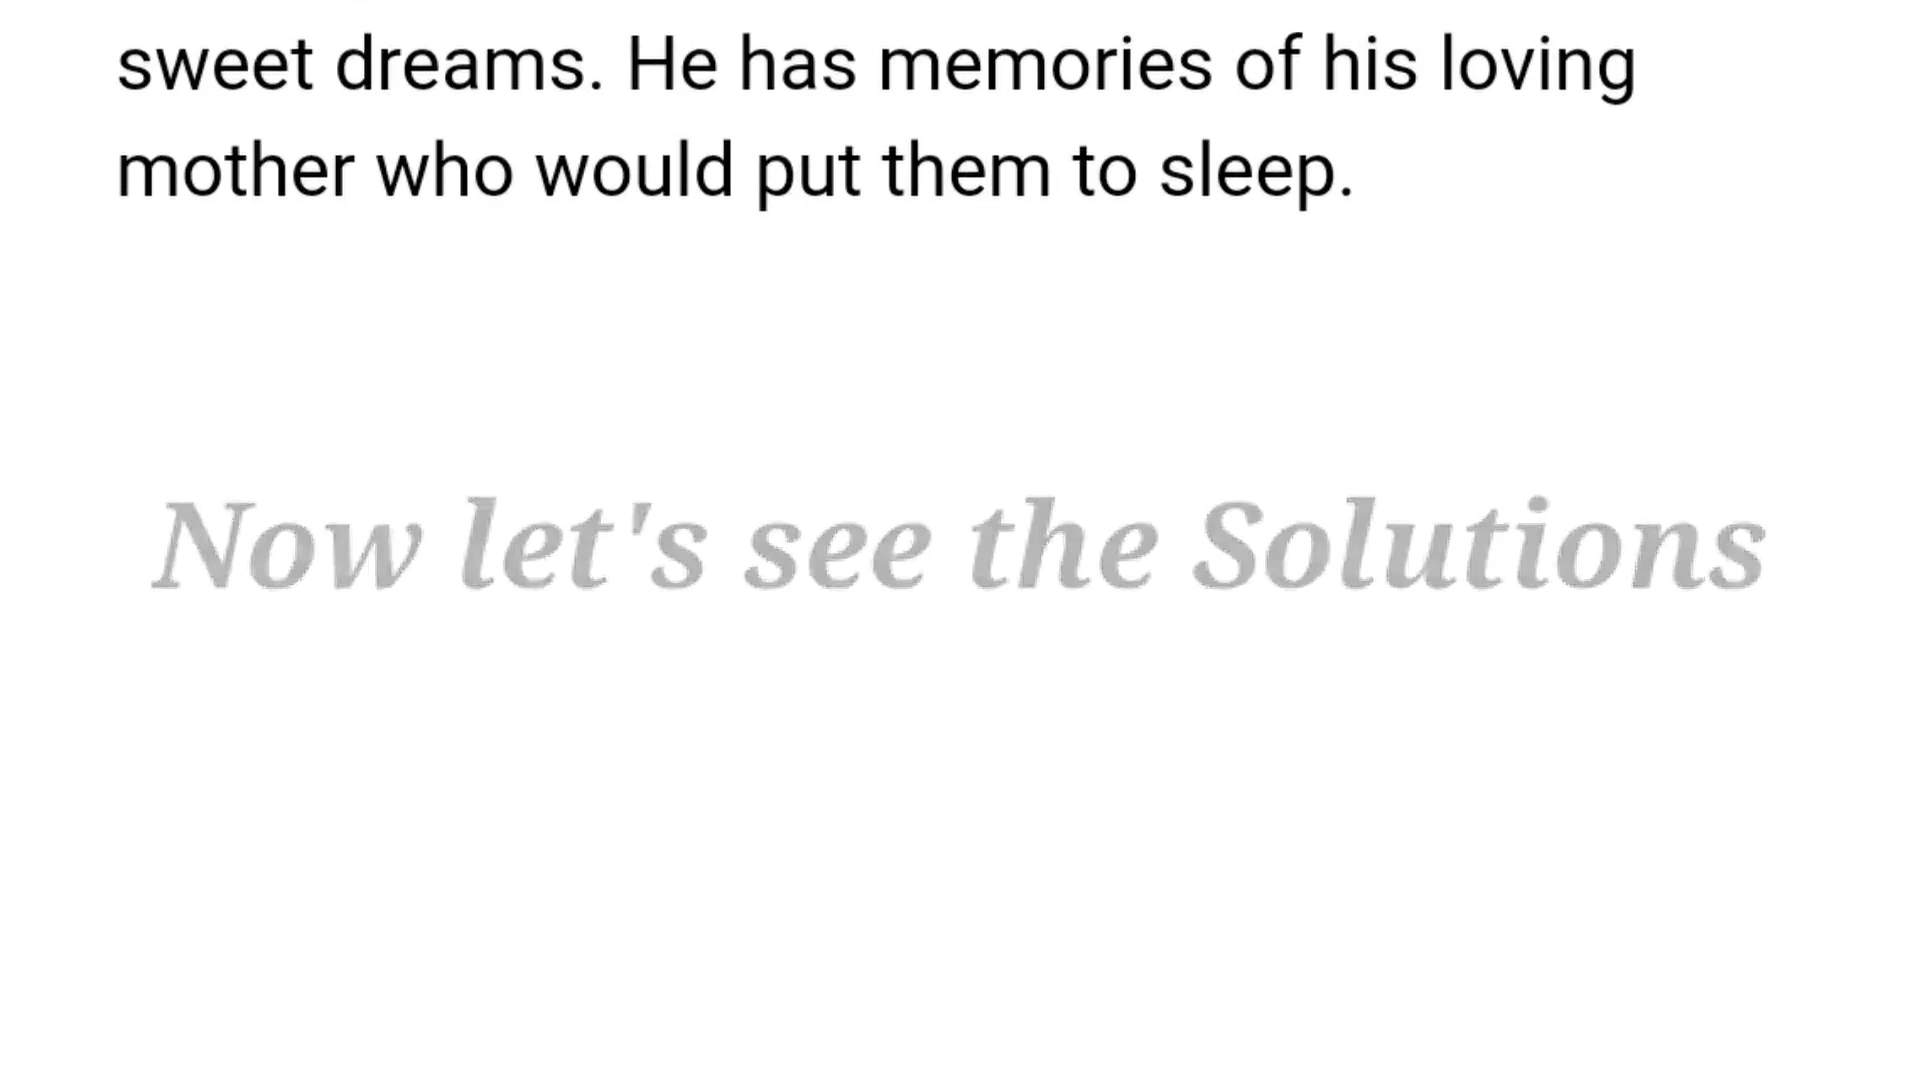 sweet dreams. He has memories of his loving
mother who would put them to sleep.
Now let's see the Solutions